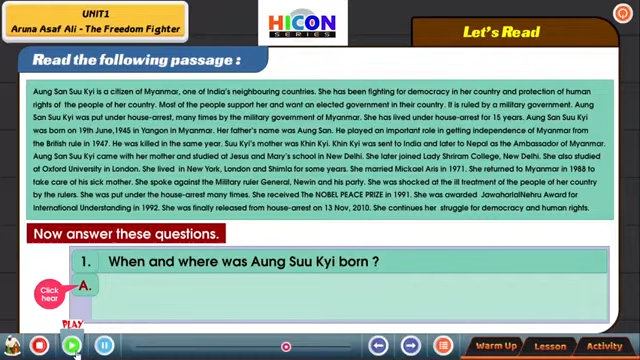 UNIT1
Aruna Asaf Ali - The Freedom Fighter
HICON
SERIES
Let's Read
Read the following passage :
Aung San Suu Kyi is a citizen of Myanmar, one of India's neighbouring countries. She has been fighting for democracy in her country and protection of human
rights of the people of her country. Most of the people support her and want an elected government in their country. It is ruled by a military government. Aung
San Suu Kyi was put under house-arrest, many times by the military government of Myanmar. She has lived under house-arrest for 15 years. Aung San Suu Kyi
was born on 19th June,1945 in Yangon in Myanmar. Her father's name was Aung San. He played an important role in getting independence of Myanmar from
the British rule in 1947. He was killed in the same year. Suu Kyi's mother was Khin Kyi. Khin Kyi was sent to India and later to Nepal as the Ambassador of Myanmar.
Aung San Suu Kyi came with her mother and studied at Jesus and Mary's school in New Delhi. She later joined Lady Shriram College, New Delhi. She also studied
at Oxford University in London. She lived in New York, London and Shimla for some years. She married Mickael Aris in 1971. She returned to Myanmar in 1988 to
take care of his sick mother. She spoke against the Military ruler General, Newin and his party. She was shocked at the ill treatment of the people of her country
by the rulers. She was put under the house-arrest many times. She received The NOBEL PEACE PRIZE in 1991. She was awarded JawaharlalNehru Award for
International Understanding in 1992. She was finally released from house-arrest on 13 Nov, 2010. She continues her struggle for democracy and human rights.
Now answer these questions.
1. When and where was Aung Suu Kyi born ?
Click
hear
A.
PLAY
Warm Up
Lesson
Activity